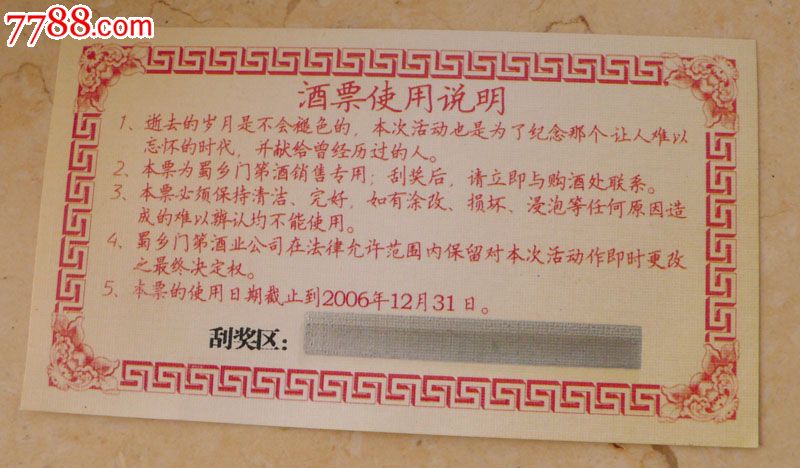 7788.com
酒票使用说明
1、逝去的岁月是不会褪色的，本次活动也是为了纪念那个让人难以
忘怀的时代，并献给曾经历过的人。
2、本票为蜀乡门第酒销售专用；刮奖后，请立即与购酒处联系。
3、本票必须保持清洁、完好，如有涂改、损坏、浸泡等任何原因造
成的难以辨认均不能使用。
4、蜀乡门第酒业公司在法律允许范围内保留对本次活动作即时更改
之最终决定权。
5、本票的使用日期截止到2006年12月31日。
刮奖区：